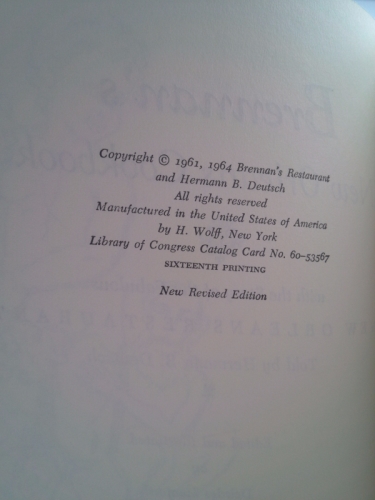 Copyright © 1961, 1964 Brennan's Restaurant
and Hermann B. Deutsch
All rights reserved
Manufactured in the United States of America
by H. Wolff, New York
Library of Congress Catalog Card No. 60-53567
SIXTEENTH PRINTING
New Revised Edition